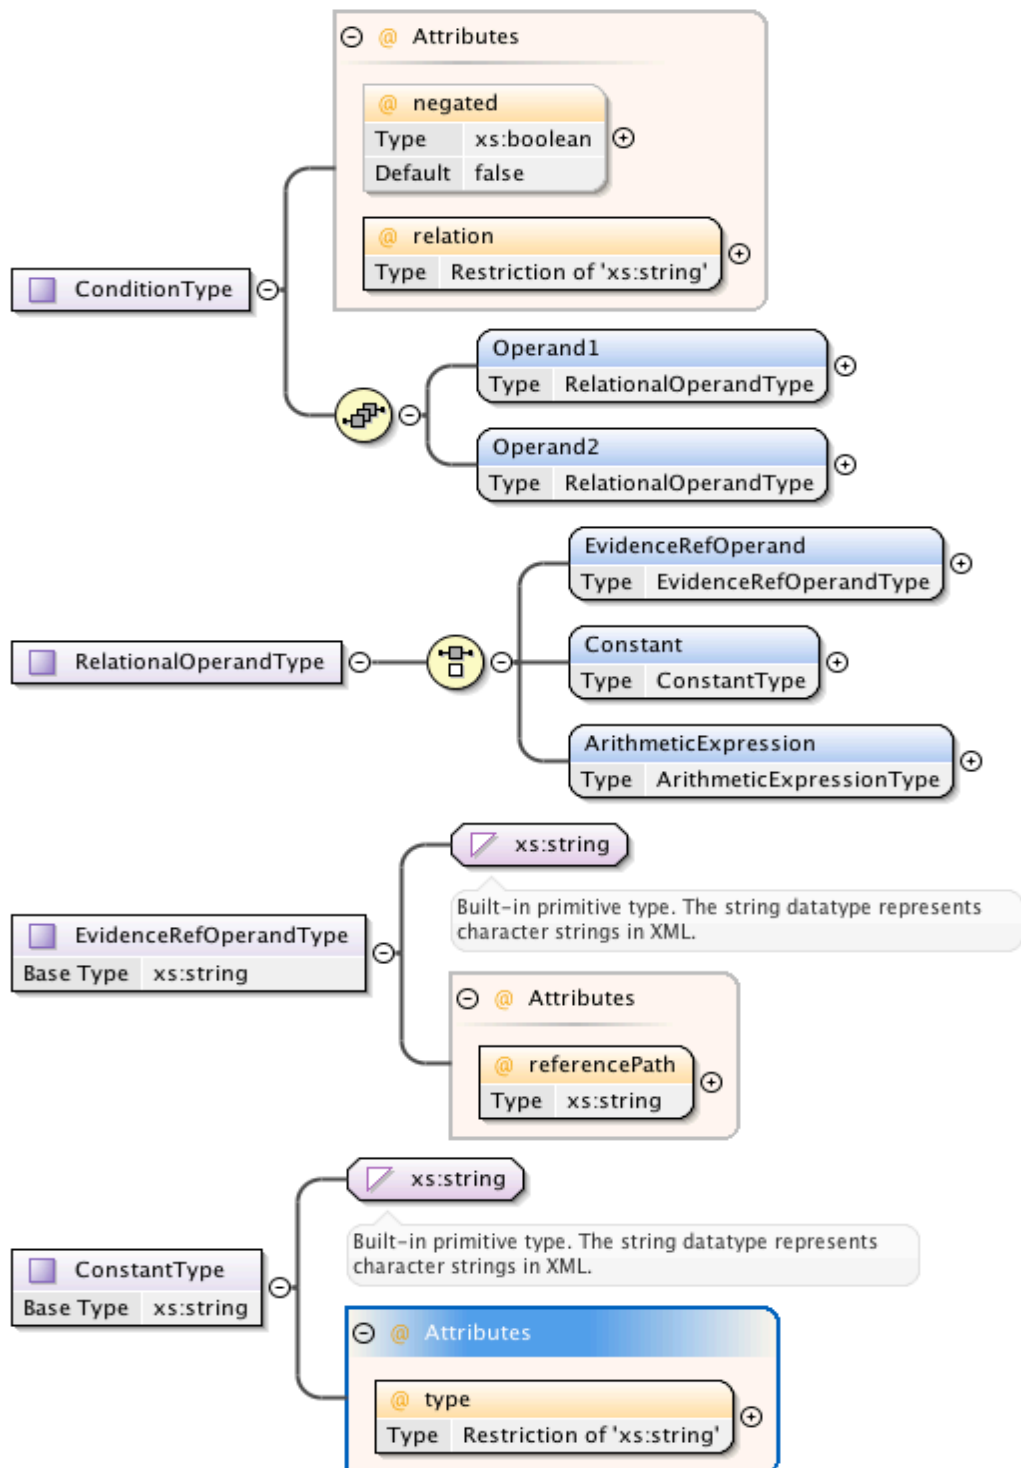 @ Attributes
@ negated
Type xs:boolean
Default false
@ relation
Type Restriction of 'xs:string'
ConditionType
Operand1
Type RelationalOperandType
Operand2
Type RelationalOperandType
EvidenceRefOperand
Type EvidenceRefOperandType
RelationalOperandType
Constant
Type ConstantType
ArithmeticExpression
Type ArithmeticExpressionType
xs:string
Built-in primitive type. The string datatype represents
character strings in XML.
EvidenceRefOperandType
Base Type xs:string
@ Attributes
@ referencePath
Type xs:string
xs:string
Built-in primitive type. The string datatype represents
character strings in XML.
ConstantType
Base Type xs:string
@ Attributes
@ type
Type Restriction of 'xs:string'